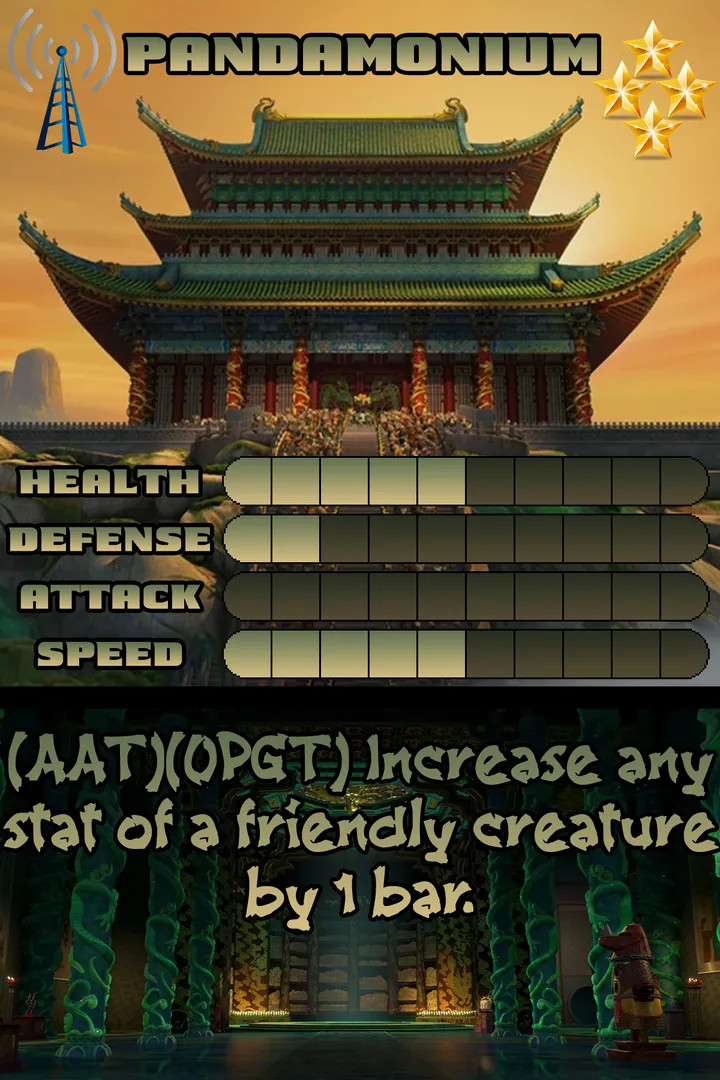 PANDAMONIUM
HEALTH
DEFENSE
ATTACK
SPEED
(AAT)(OPGT) Increase any
stat of a friendly creature
by 1 bar.